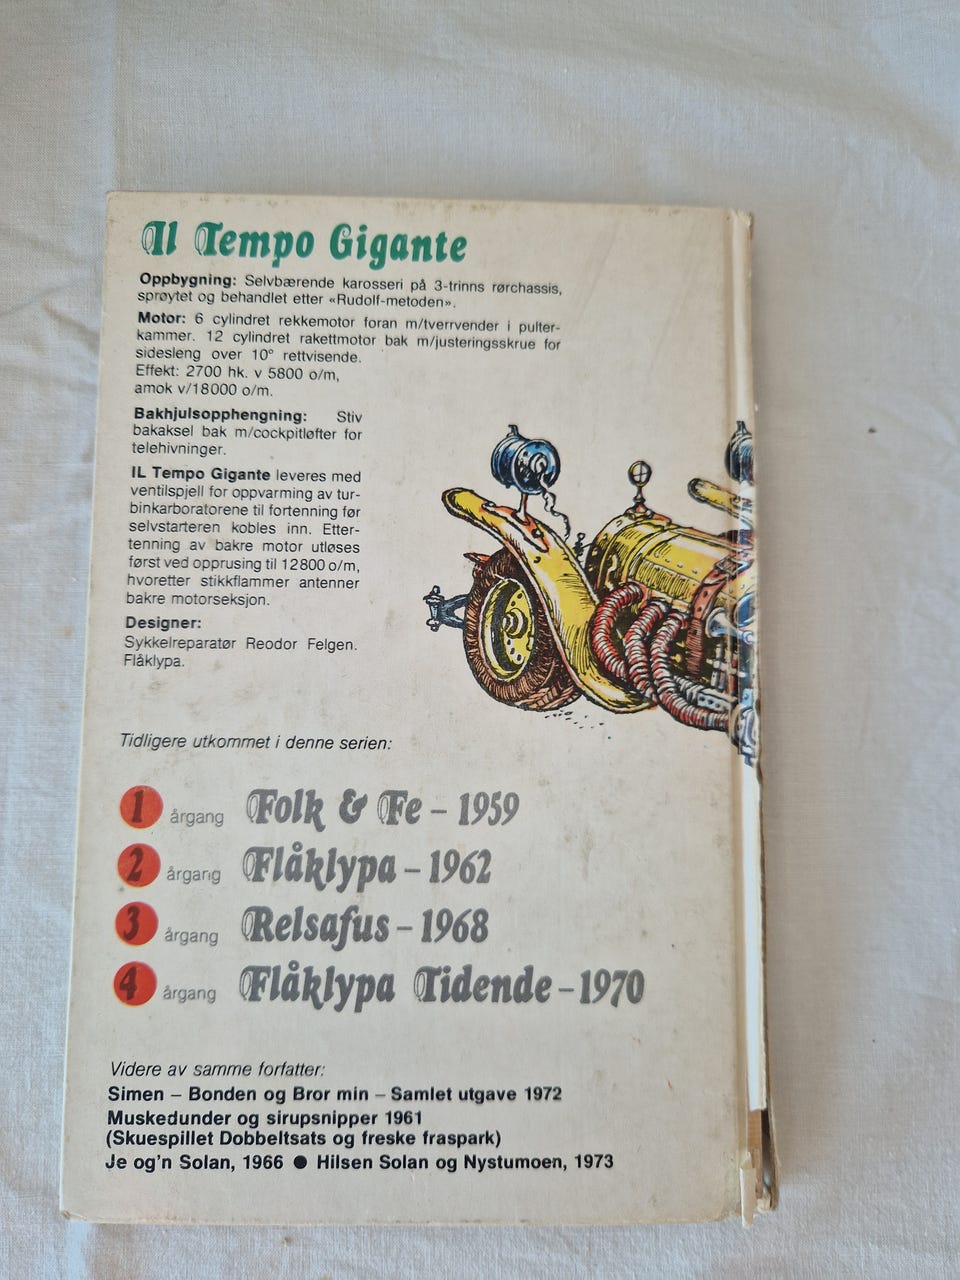 Il Tempo Gigante
Oppbygning: Selvbærende karosseri på 3-trinns rørchassis,
sprøytet og behandlet etter «Rudolf-metoden».
Motor: 6 cylindret rekkemotor foran m/tverrvender i pulter-
kammer. 12 cylindret rakettmotor bak m/justeringsskrue for
sidesleng over 10° rettvisende.
Effekt: 2700 hk. v 5800 o/m,
amok v/18000 o/m.
Bakhjulsopphengning: Stiv
bakaksel bak m/cockpitløfter for
telehivninger.
IL Tempo Gigante leveres med
ventilspjell for oppvarming av tur-
binkarboratorene til fortenning før
selvstarteren kobles inn. Etter-
tenning av bakre motor utløses
først ved opprusing til 12800 o/m,
hvoretter stikkflammer antenner
bakre motorseksjon.
Designer:
Sykkelreparatør Reodor Felgen.
Flåklypa.
Tidligere utkommet i denne serien:
1 årgang Folk & Fe – 1959
2 årgang Flåklypa – 1962
3 årgang Relsafus – 1968
4 årgang Flåklypa Tidende – 1970
Videre av samme forfatter:
Simen – Bonden og Bror min – Samlet utgave 1972
Muskedunder og sirupsnipper 1961
(Skuespillet Dobbeltsats og freske fraspark)
Je og'n Solan, 1966 ● Hilsen Solan og Nystumoen, 1973